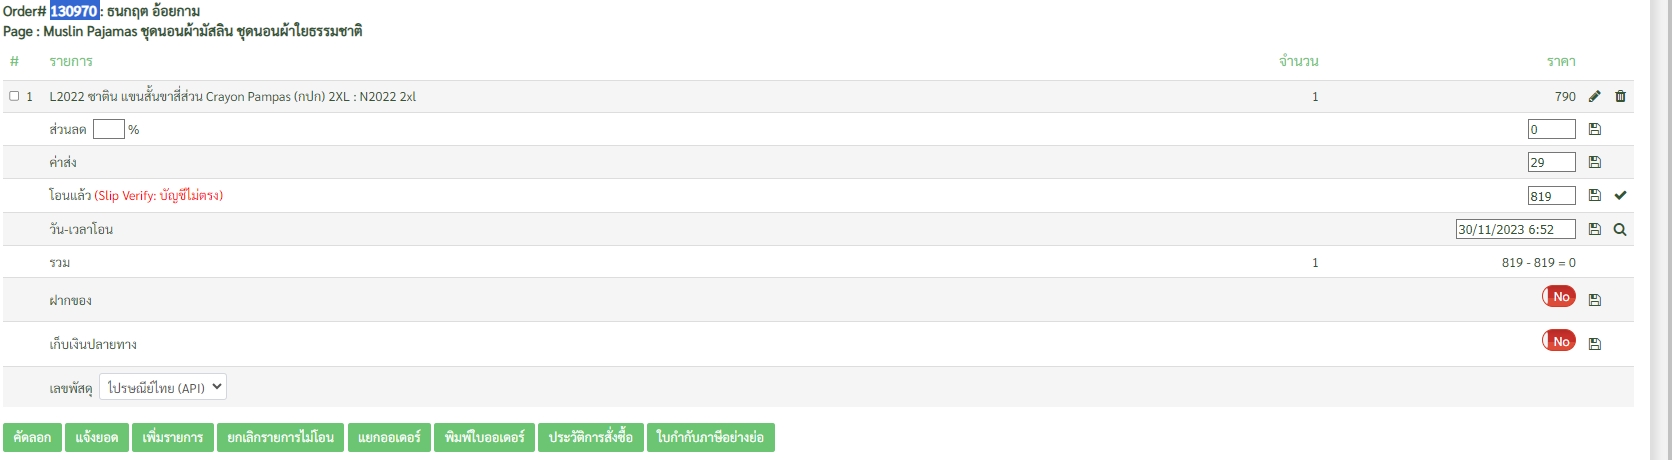 Order# 130970 : ธนกฤต อ้อยกาม
Page : Muslin Pajamas ชุดนอนผ้ามัสลิน ชุดนอนผ้าใยธรรมชาติ
# รายการ จำนวน ราคา
1 L2022 ซาติน แขนสั้นขาสี่ส่วน Crayon Pampas (กปก) 2XL : N2022 2xl 1 790
ส่วนลด % 0
ค่าส่ง 29
โอนแล้ว (Slip Verify: บัญชีไม่ตรง) 819
วัน-เวลาโอน 30/11/2023 6:52
รวม 1 819 - 819 = 0
ฝากของ No
เก็บเงินปลายทาง No
เลขพัสดุ ไปรษณีย์ไทย (API)
คัดลอก แจ้งยอด เพิ่มรายการ ยกเลิกรายการไม่โอน แยกออเดอร์ พิมพ์ใบออเดอร์ ประวัติการสั่งซื้อ ใบกำกับภาษีอย่างย่อ